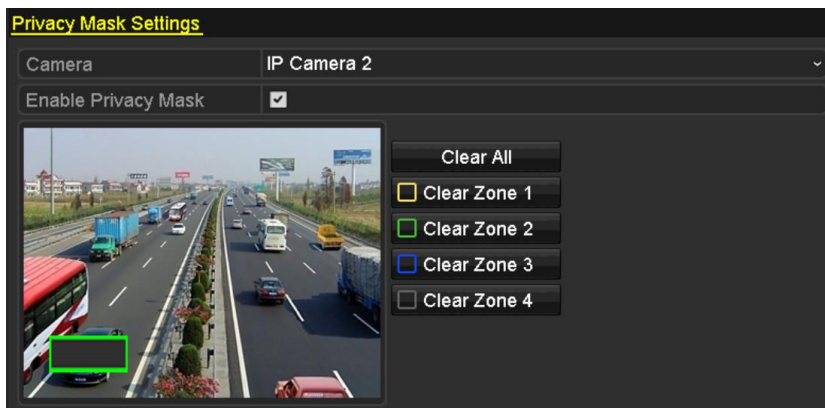 Privacy Mask Settings
Camera
IP Camera 2
Enable Privacy Mask
Clear All
Clear Zone 1
Clear Zone 2
Clear Zone 3
Clear Zone 4